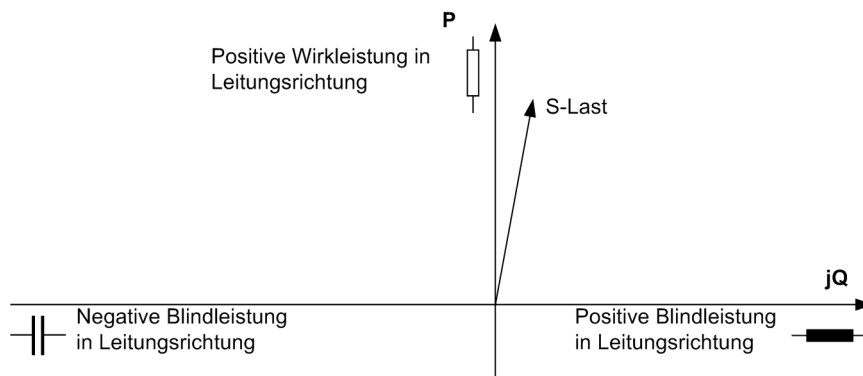 P
Positive Wirkleistung in
Leitungsrichtung
S-Last
jQ
Negative Blindleistung
in Leitungsrichtung
Positive Blindleistung
in Leitungsrichtung